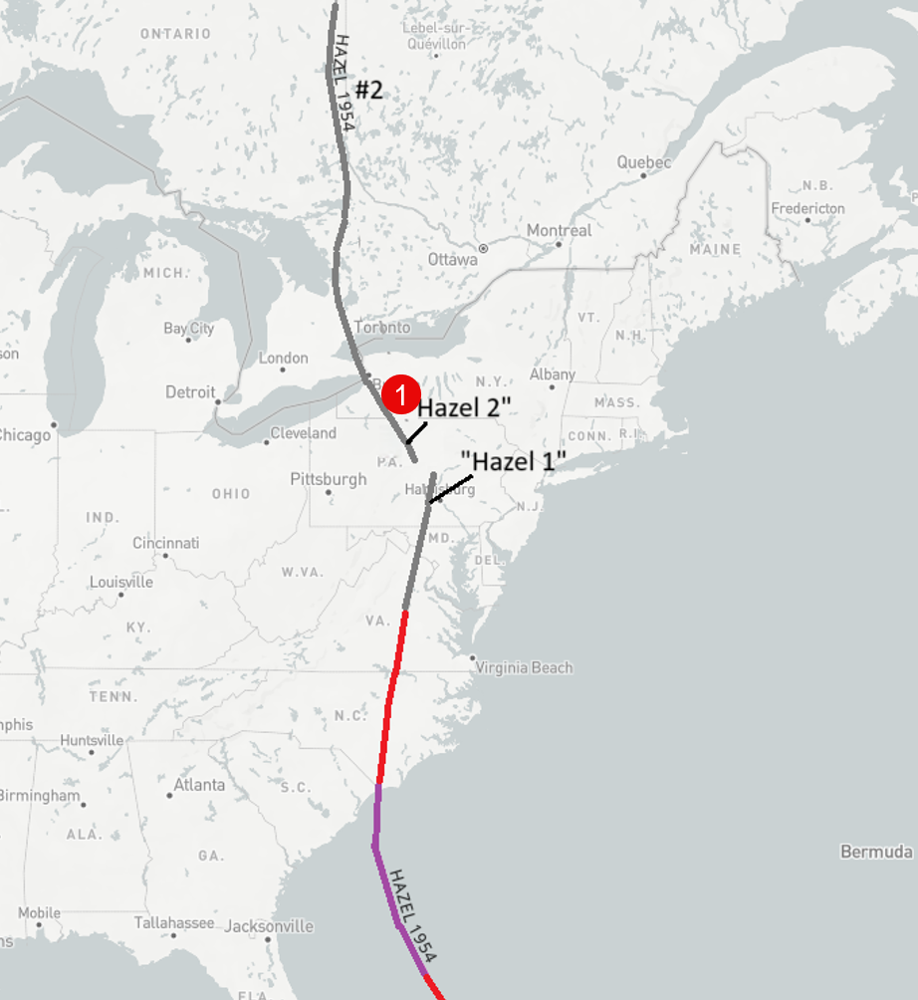 ONTARIO
Lebel-sur-
Quévillon
HAZEL 1954
#2
Quebec
N.B.
Fredericton
Montreal
Ottawa
MAINE
MICH.
Bay City
Toronto
VT.
N.H.
London
Detroit
1
N.Y.
Albany
MASS.
Hazel 2"
CONN.
R.I.
Chicago
Cleveland
PA.
"Hazel 1"
Pittsburgh
Harrisburg
OHIO
N.J.
IND.
MD.
Cincinnati
DEL.
W.VA.
Louisville
KY.
VA.
Virginia Beach
TENN.
N.C.
Huntsville
Atlanta
S.C.
Birmingham
ALA.
GA.
Bermuda
HAZEL 1954
Mobile
Tallahassee
Jacksonville
FLA